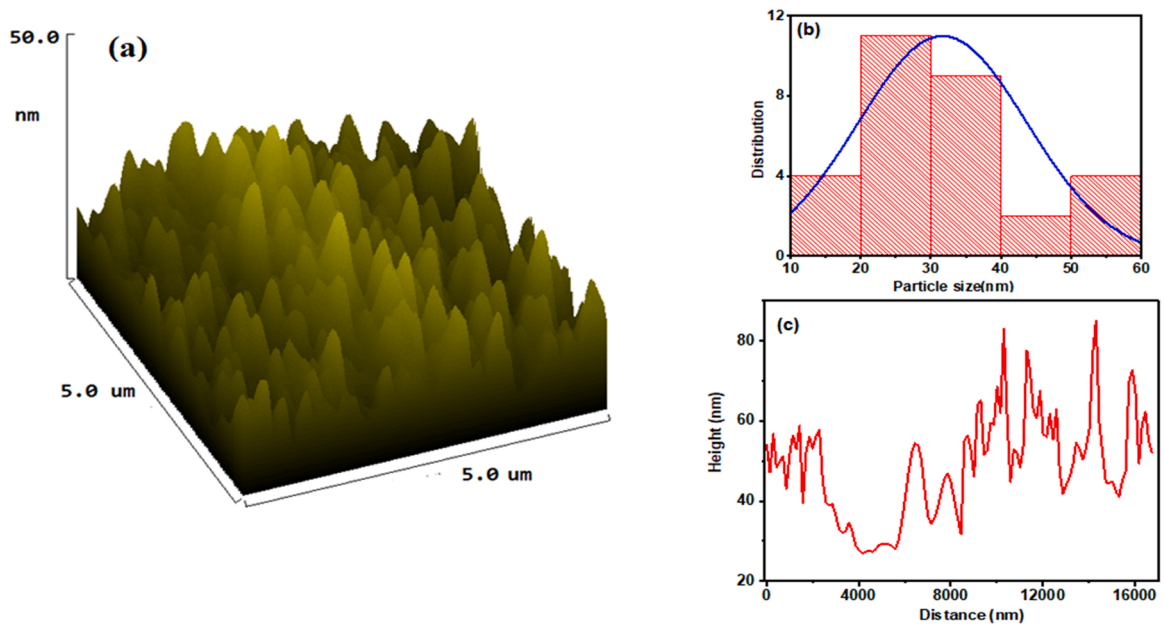 50.0
(a)
nm
5.0 um
5.0 um
(b)
12
8
4
0
Distribution
10 20 30 40 50 60
Particle size(nm)
(c)
80
60
40
20
Height (nm)
0 4000 8000 12000 16000
Distance (nm)